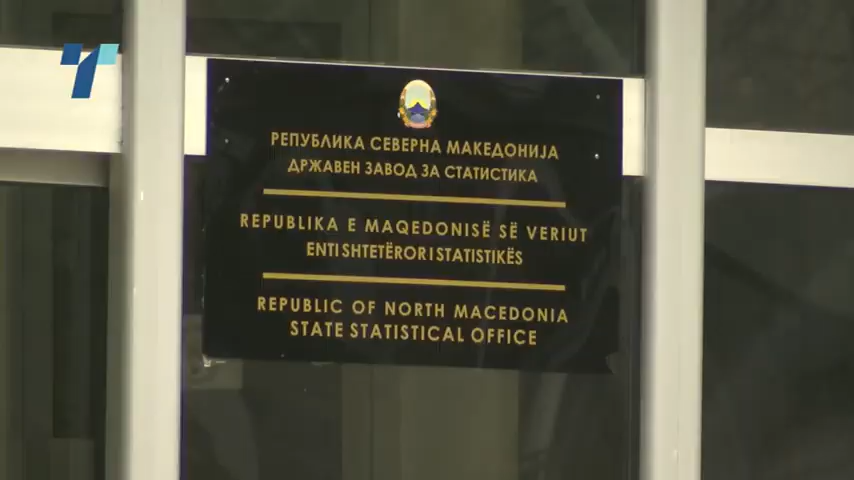 РЕПУБЛИКА СЕВЕРНА МАКЕДОНИЈА
ДРЖАВЕН ЗАВОД ЗА СТАТИСТИКА
REPUBLIKA E MAQEDONISË SË VERIUT
ENTI SHTETËROR I STATISTIKËS
REPUBLIC OF NORTH MACEDONIA
STATE STATISTICAL OFFICE